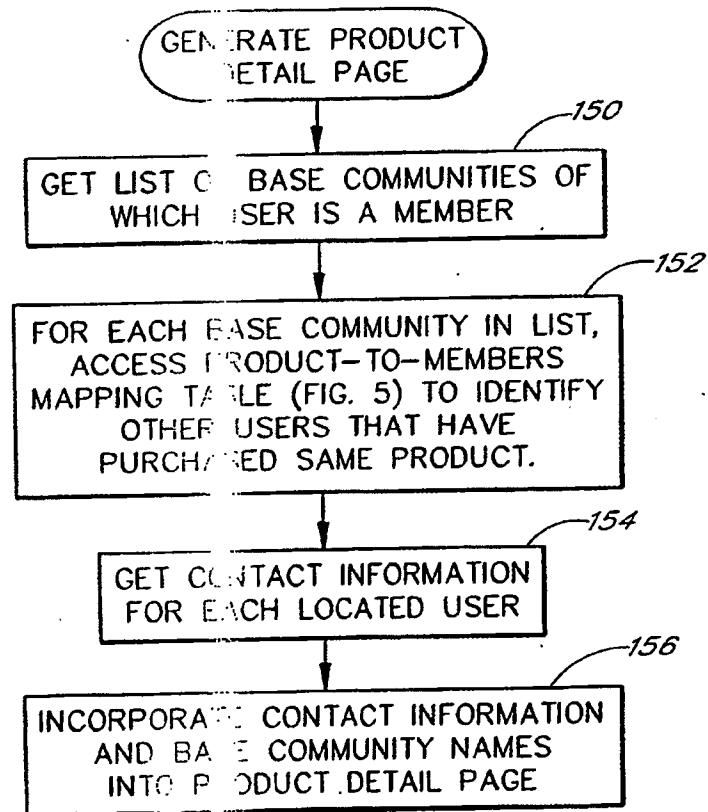 GENERATE PRODUCT
DETAIL PAGE
150
GET LIST OF BASE COMMUNITIES OF
WHICH USER IS A MEMBER
152
FOR EACH BASE COMMUNITY IN LIST,
ACCESS PRODUCT-TO-MEMBERS
MAPPING TABLE (FIG. 5) TO IDENTIFY
OTHER USERS THAT HAVE
PURCHASED SAME PRODUCT.
154
GET CONTACT INFORMATION
FOR EACH LOCATED USER
156
INCORPORATE CONTACT INFORMATION
AND BASE COMMUNITY NAMES
INTO PRODUCT DETAIL PAGE